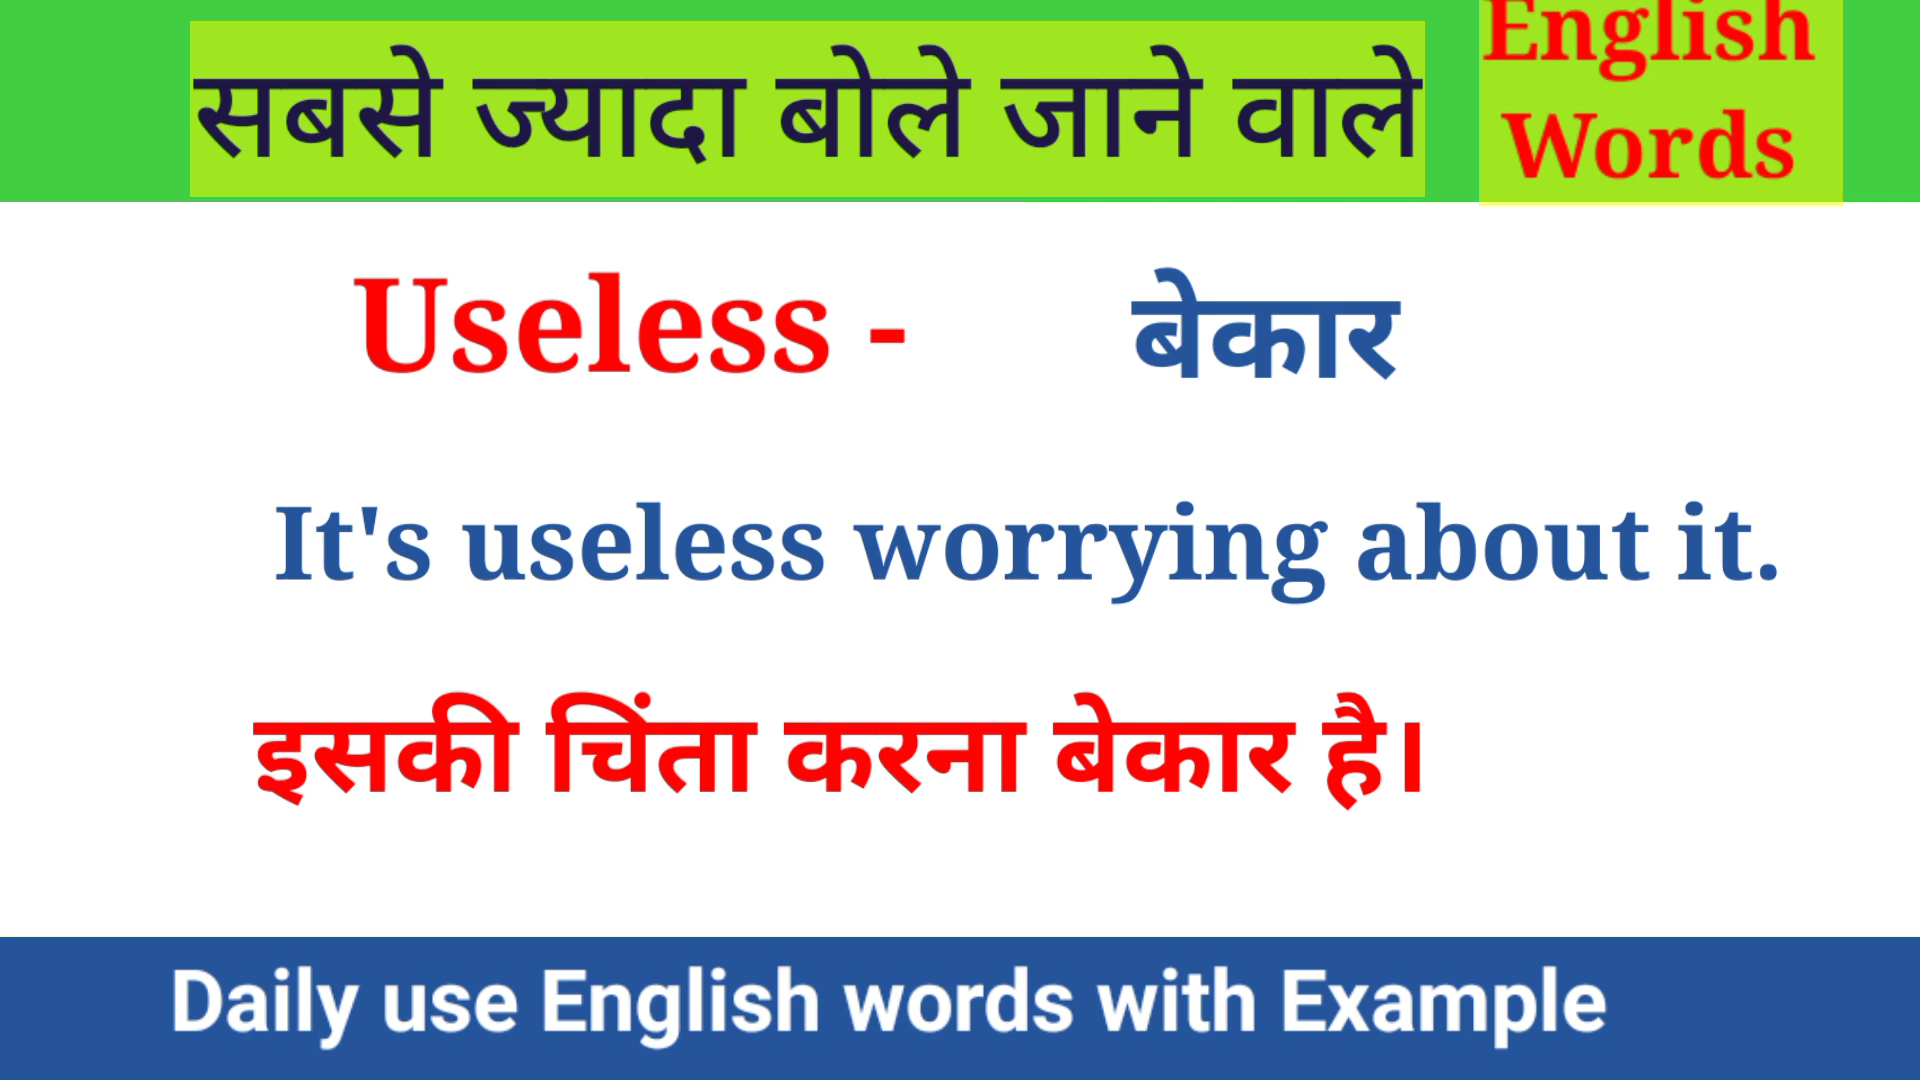 सबसे ज्यादा बोले जाने वाले
English
Words
Useless - बेकार
It's useless worrying about it.
इसकी चिंता करना बेकार है।
Daily use English words with Example